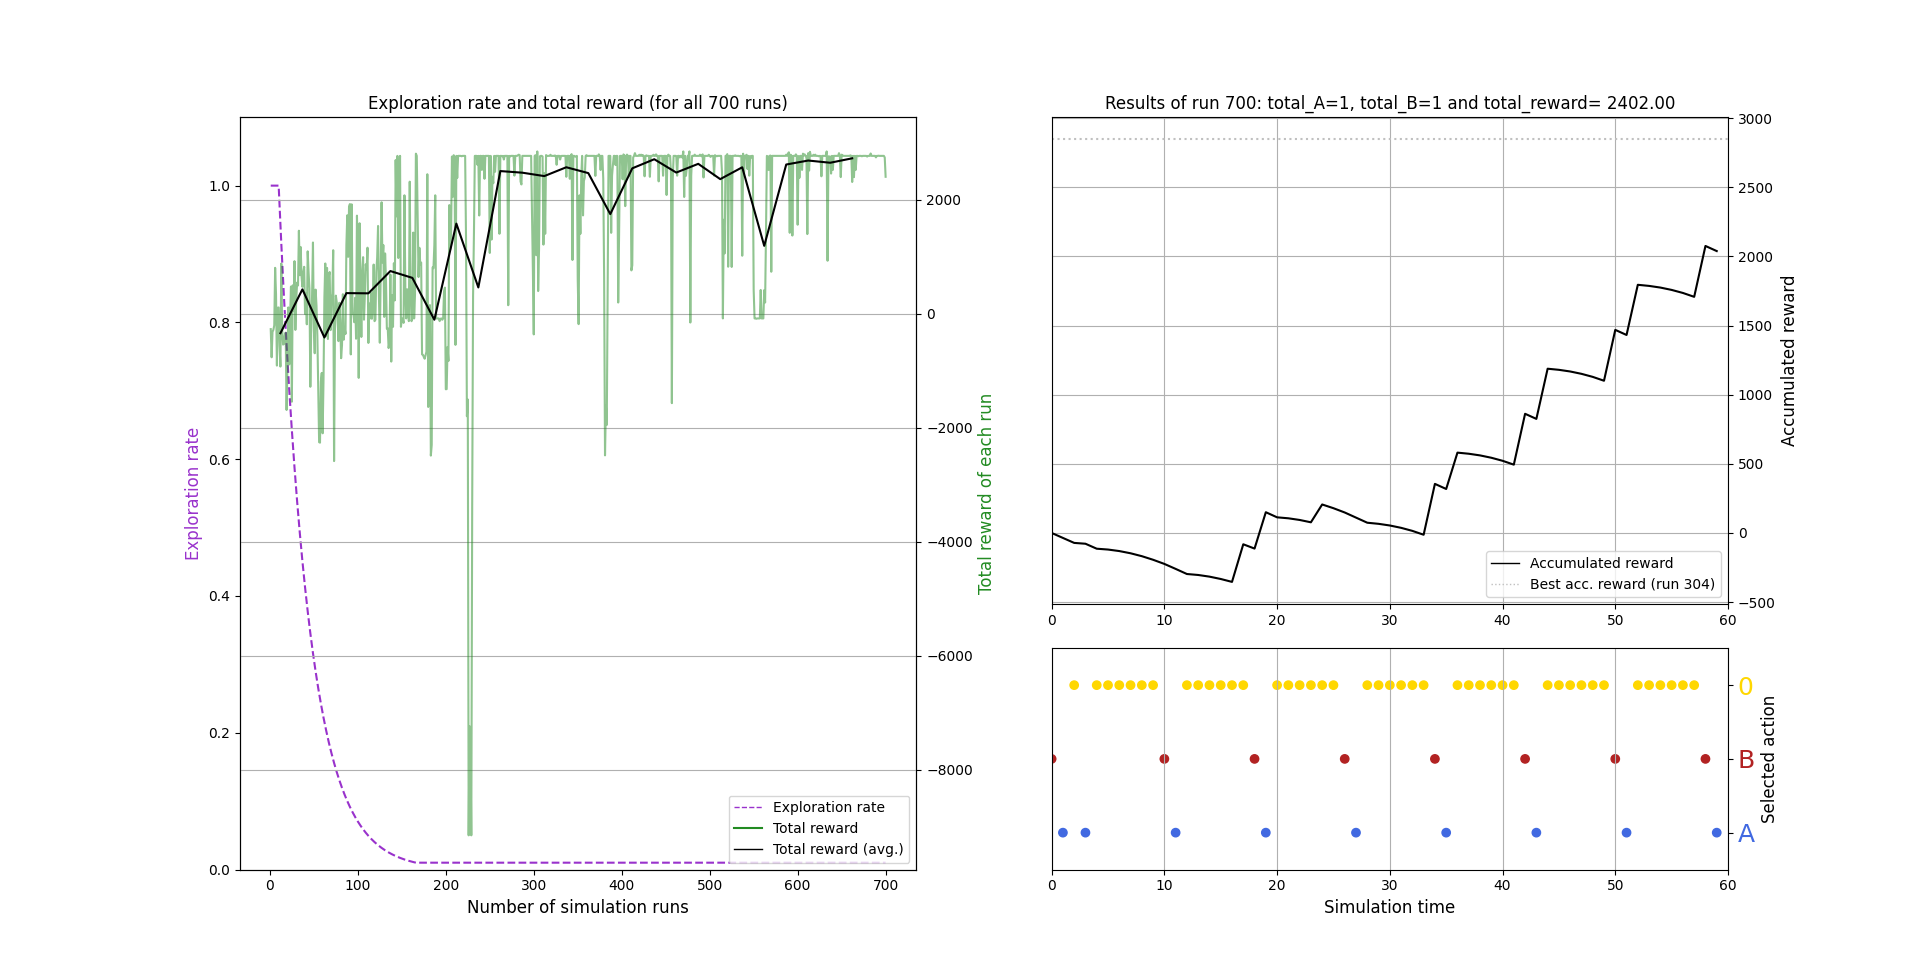 Exploration rate and total reward (for all 700 runs)
Exploration rate
1.0
0.8
0.6
0.4
0.2
0.0
0 100 200 300 400 500 600 700
Number of simulation runs
2000
0
−2000
−4000
−6000
−8000
Total reward of each run
Exploration rate
Total reward
Total reward (avg.)
Results of run 700: total_A=1, total_B=1 and total_reward= 2402.00
3000
2500
2000
1500
1000
500
0
−500
Accumulated reward
Accumulated reward
Best acc. reward (run 304)
0 10 20 30 40 50 60
0
B
A
Selected action
0 10 20 30 40 50 60
Simulation time